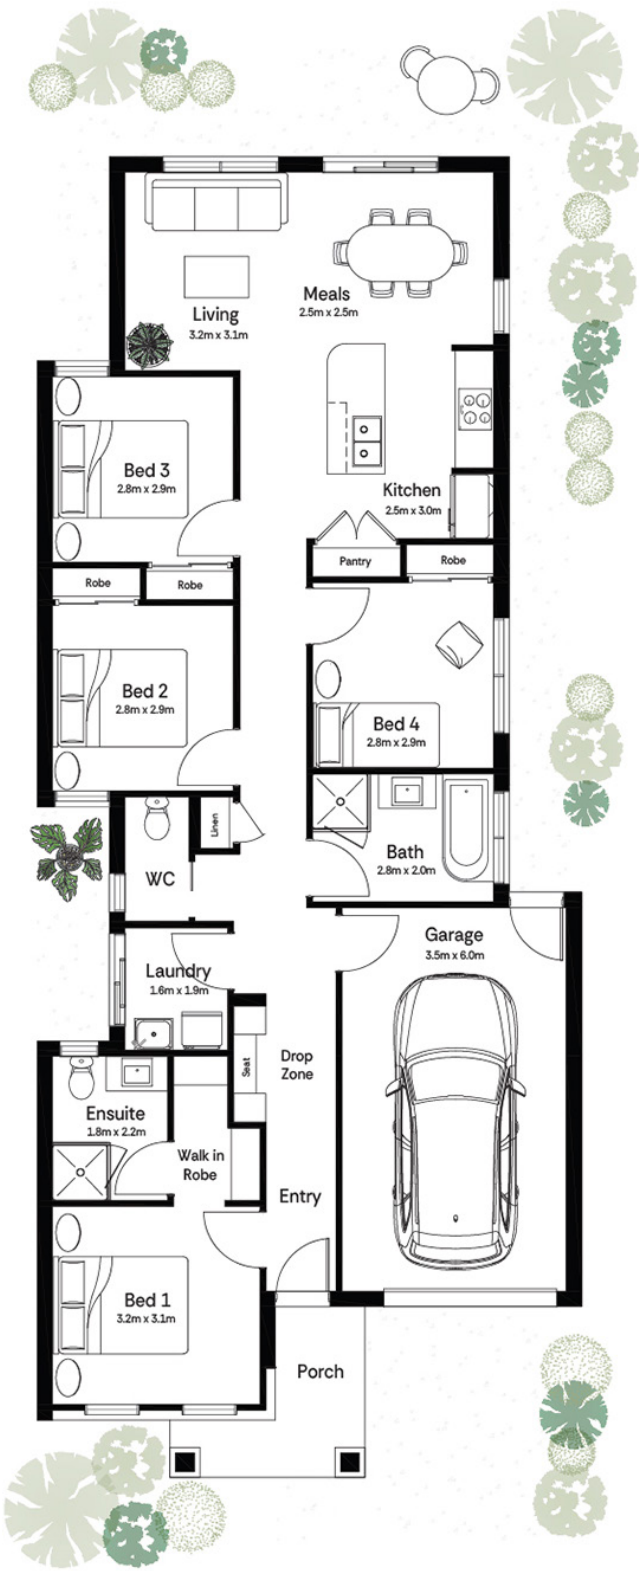 Living
3.2m x 3.1m
Meals
2.5m x 2.5m
Bed 3
2.8m x 2.9m
Kitchen
2.5m x 3.0m
Pantry
Robe
Robe
Robe
Bed 2
2.8m x 2.9m
Bed 4
2.8m x 2.9m
Linen
WC
Bath
2.8m x 2.0m
Garage
3.5m x 6.0m
Laundry
1.6m x 1.9m
Seat
Drop
Zone
Ensuite
1.8m x 2.2m
Walk in
Robe
Entry
Bed 1
3.2m x 3.1m
Porch